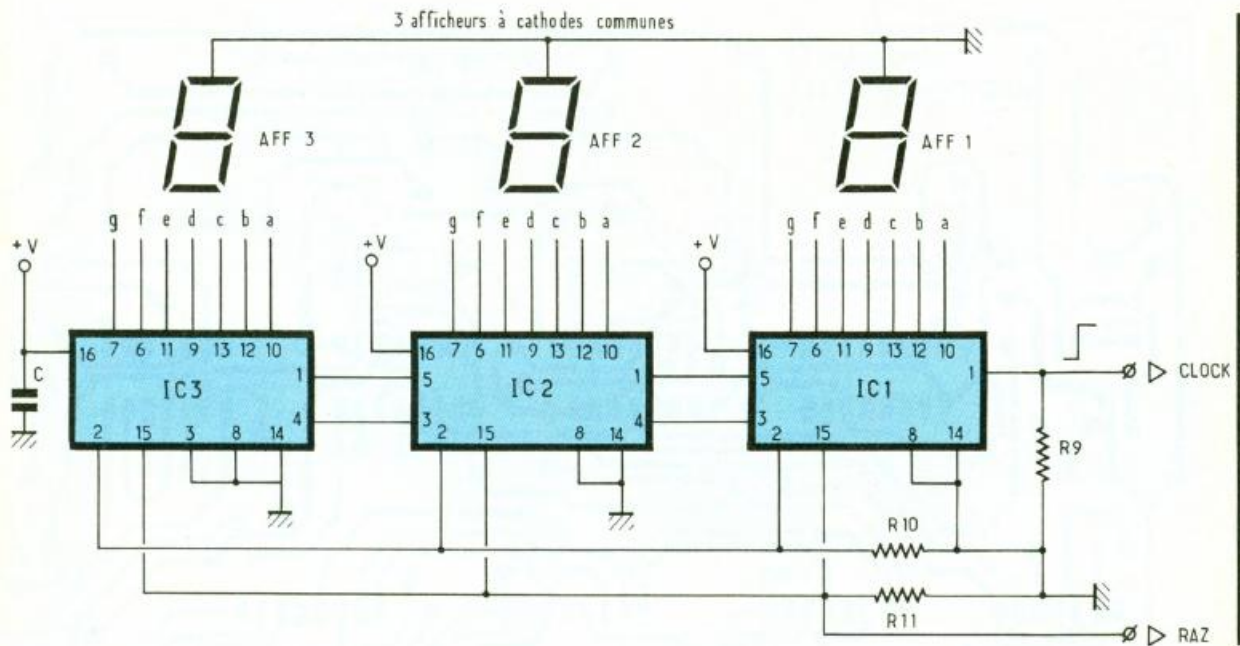 3 afficheurs à cathodes communes
AFF 3
AFF 2
AFF 1
g f e d c b a
g f e d c b a
g f e d c b a
+V
+V
+V
16 7 6 11 9 13 12 10
16 7 6 11 9 13 12 10
16 7 6 11 9 13 12 10
C
IC3
1
5
IC2
1
5
IC1
1
CLOCK
4
3
4
3
2 15 3 8 14
2 15 8 14
2 15 8 14
R9
R10
R11
RAZ